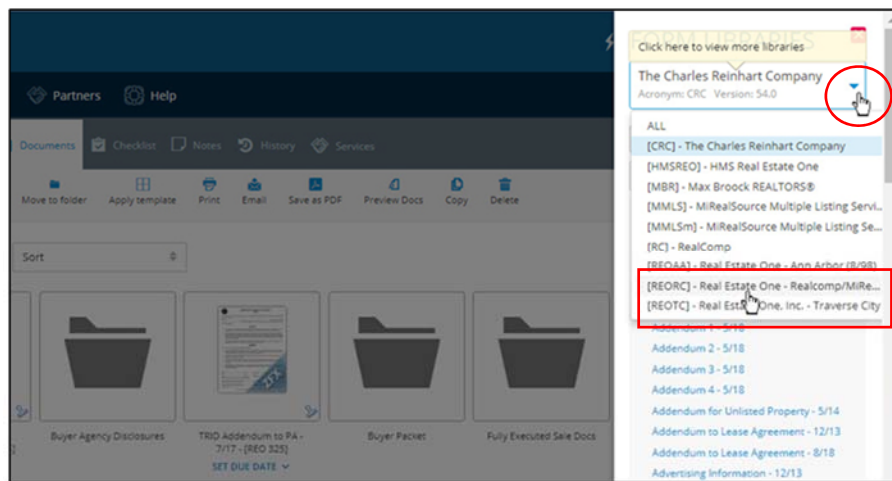 FORM LIBRARIES
Click here to view more libraries
The Charles Reinhart Company
Acronym: CRC Version: 54.0
Partners
Help
ALL
[CRC] - The Charles Reinhart Company
[HMSREO] - HMS Real Estate One
[MBR] - Max Broock REALTORS®
[MMLS] - MiRealSource Multiple Listing Servi...
[MMLSm] - MiRealSource Multiple Listing Se...
[RC] - RealComp
[REOAA] - Real Estate One - Ann Arbor (8/98)
[REORC] - Real Estate One - Realcomp/MiRe...
[REOTC] - Real Estate One, Inc. - Traverse City
Documents
Checklist
Notes
History
Services
Move to folder
Apply template
Print
Email
Save as PDF
Preview Docs
Copy
Delete
Sort
Buyer Agency Disclosures
TRID Addendum to PA -
7/17 - [REO 325]
SET DUE DATE
Buyer Packet
Fully Executed Sale Docs
Addendum 1 - 5/18
Addendum 2 - 5/18
Addendum 3 - 5/18
Addendum 4 - 5/18
Addendum for Unlisted Property - 5/14
Addendum to Lease Agreement - 12/13
Addendum to Lease Agreement - 8/18
Advertising Information - 12/13